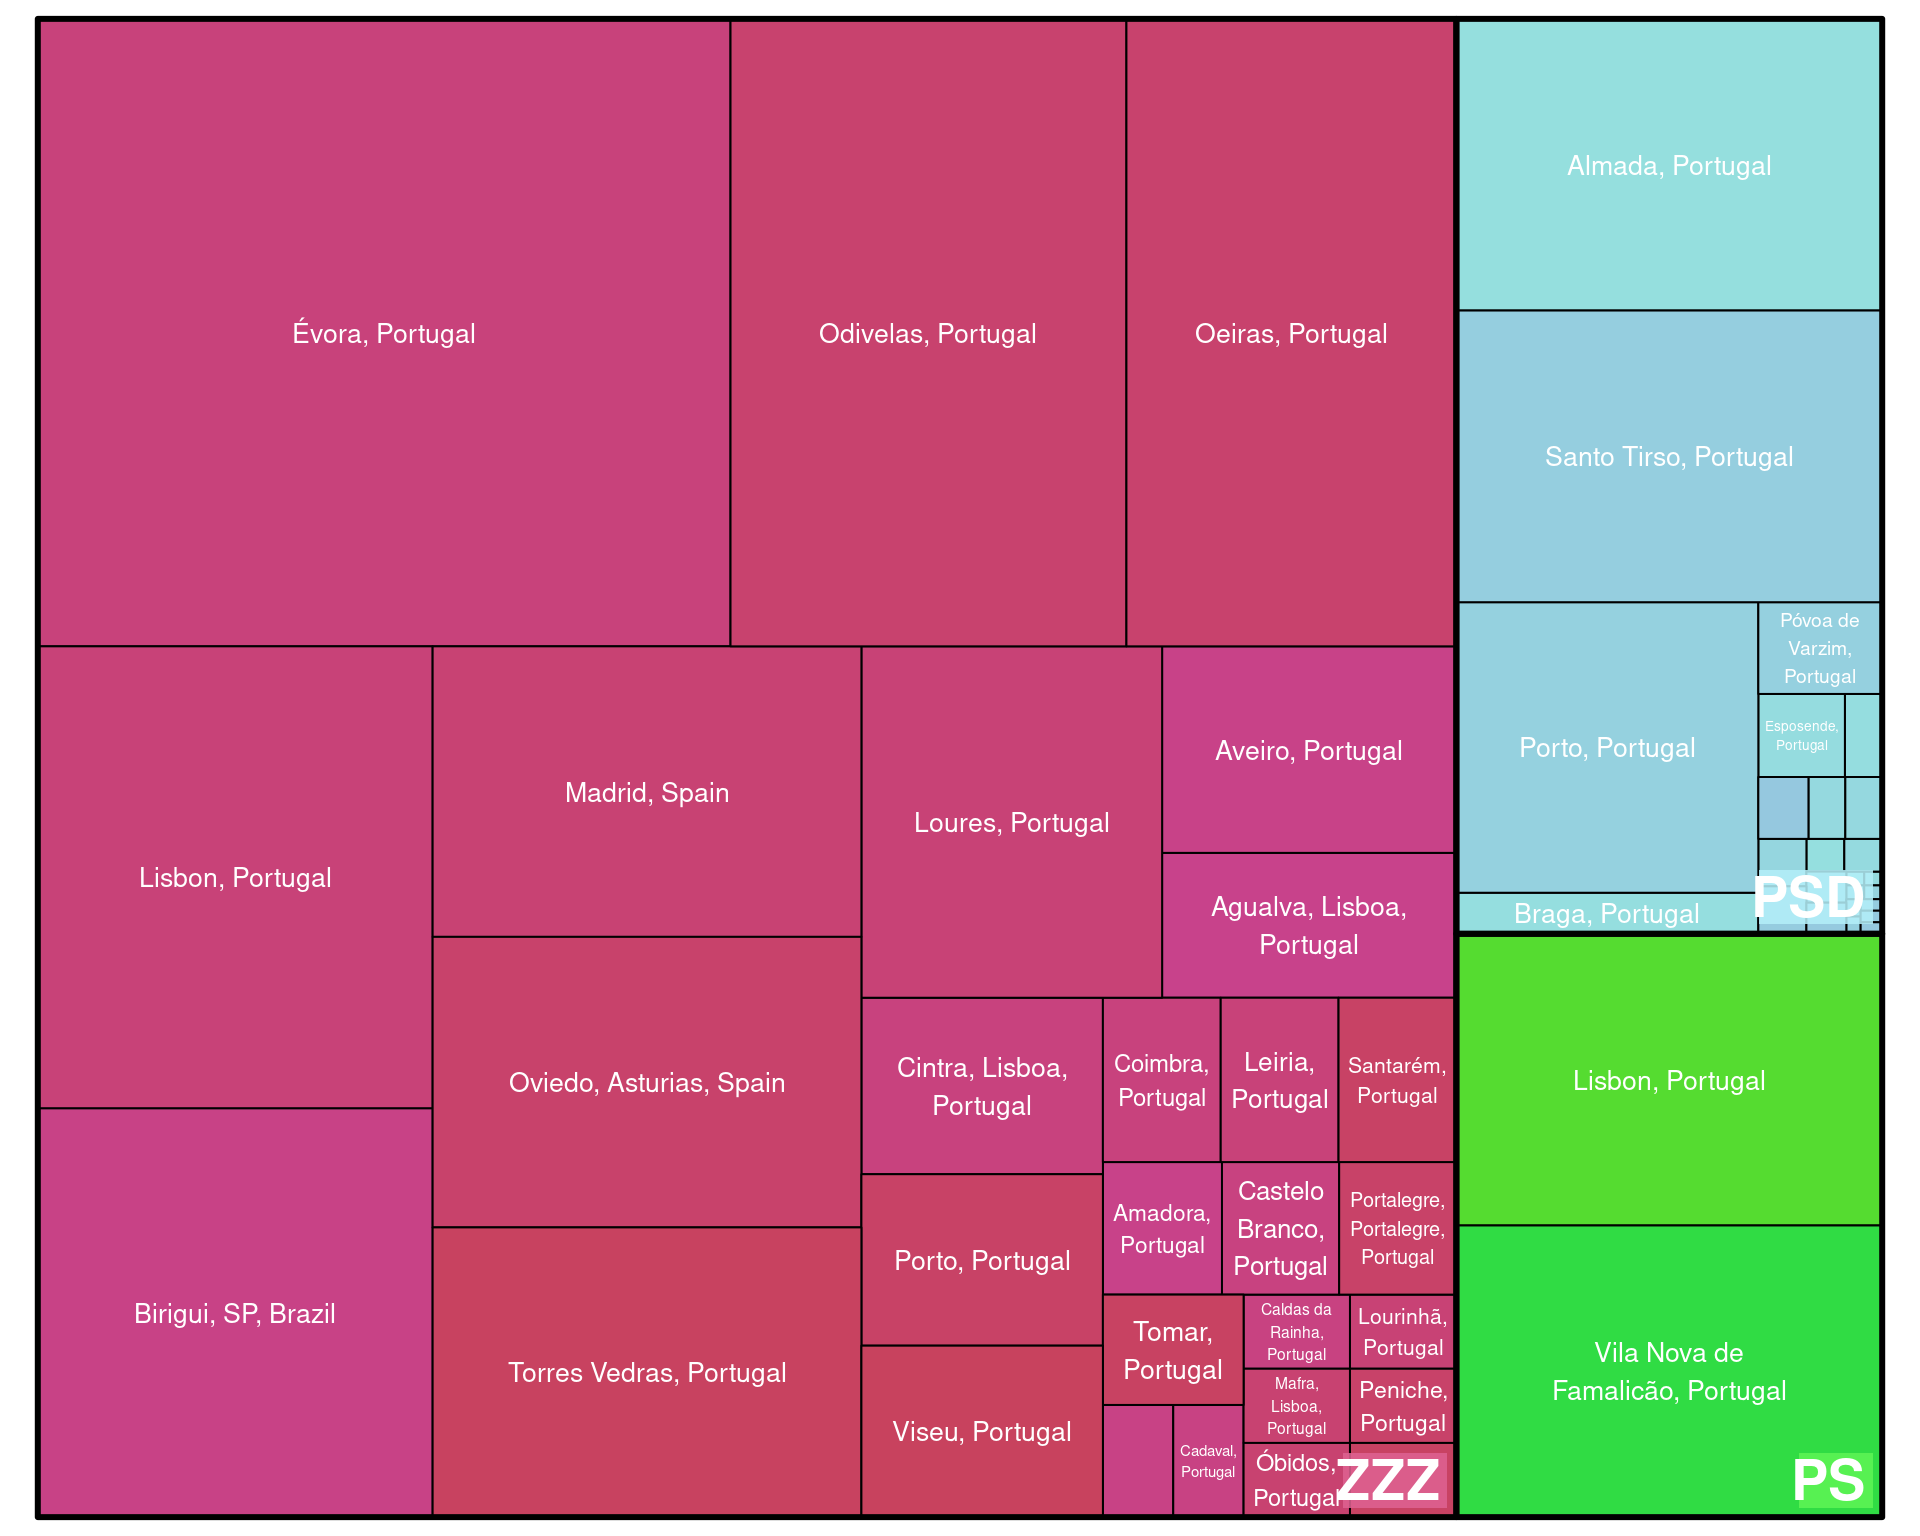 Évora, Portugal
Odivelas, Portugal
Oeiras, Portugal
Almada, Portugal
Santo Tirso, Portugal
Porto, Portugal
Póvoa de
Varzim,
Portugal
Esposende,
Portugal
Braga, Portugal
PSD
Lisbon, Portugal
Madrid, Spain
Loures, Portugal
Aveiro, Portugal
Agualva, Lisboa,
Portugal
Oviedo, Asturias, Spain
Cintra, Lisboa,
Portugal
Coimbra,
Portugal
Leiria,
Portugal
Santarém,
Portugal
Birigui, SP, Brazil
Torres Vedras, Portugal
Porto, Portugal
Amadora,
Portugal
Castelo
Branco,
Portugal
Portalegre,
Portalegre,
Portugal
Viseu, Portugal
Tomar,
Portugal
Caldas da
Rainha,
Portugal
Lourinhã,
Portugal
Mafra,
Lisboa,
Portugal
Peniche,
Portugal
Cadaval,
Portugal
Óbidos,
Portugal
ZZZ
Lisbon, Portugal
Vila Nova de
Famalicão, Portugal
PS